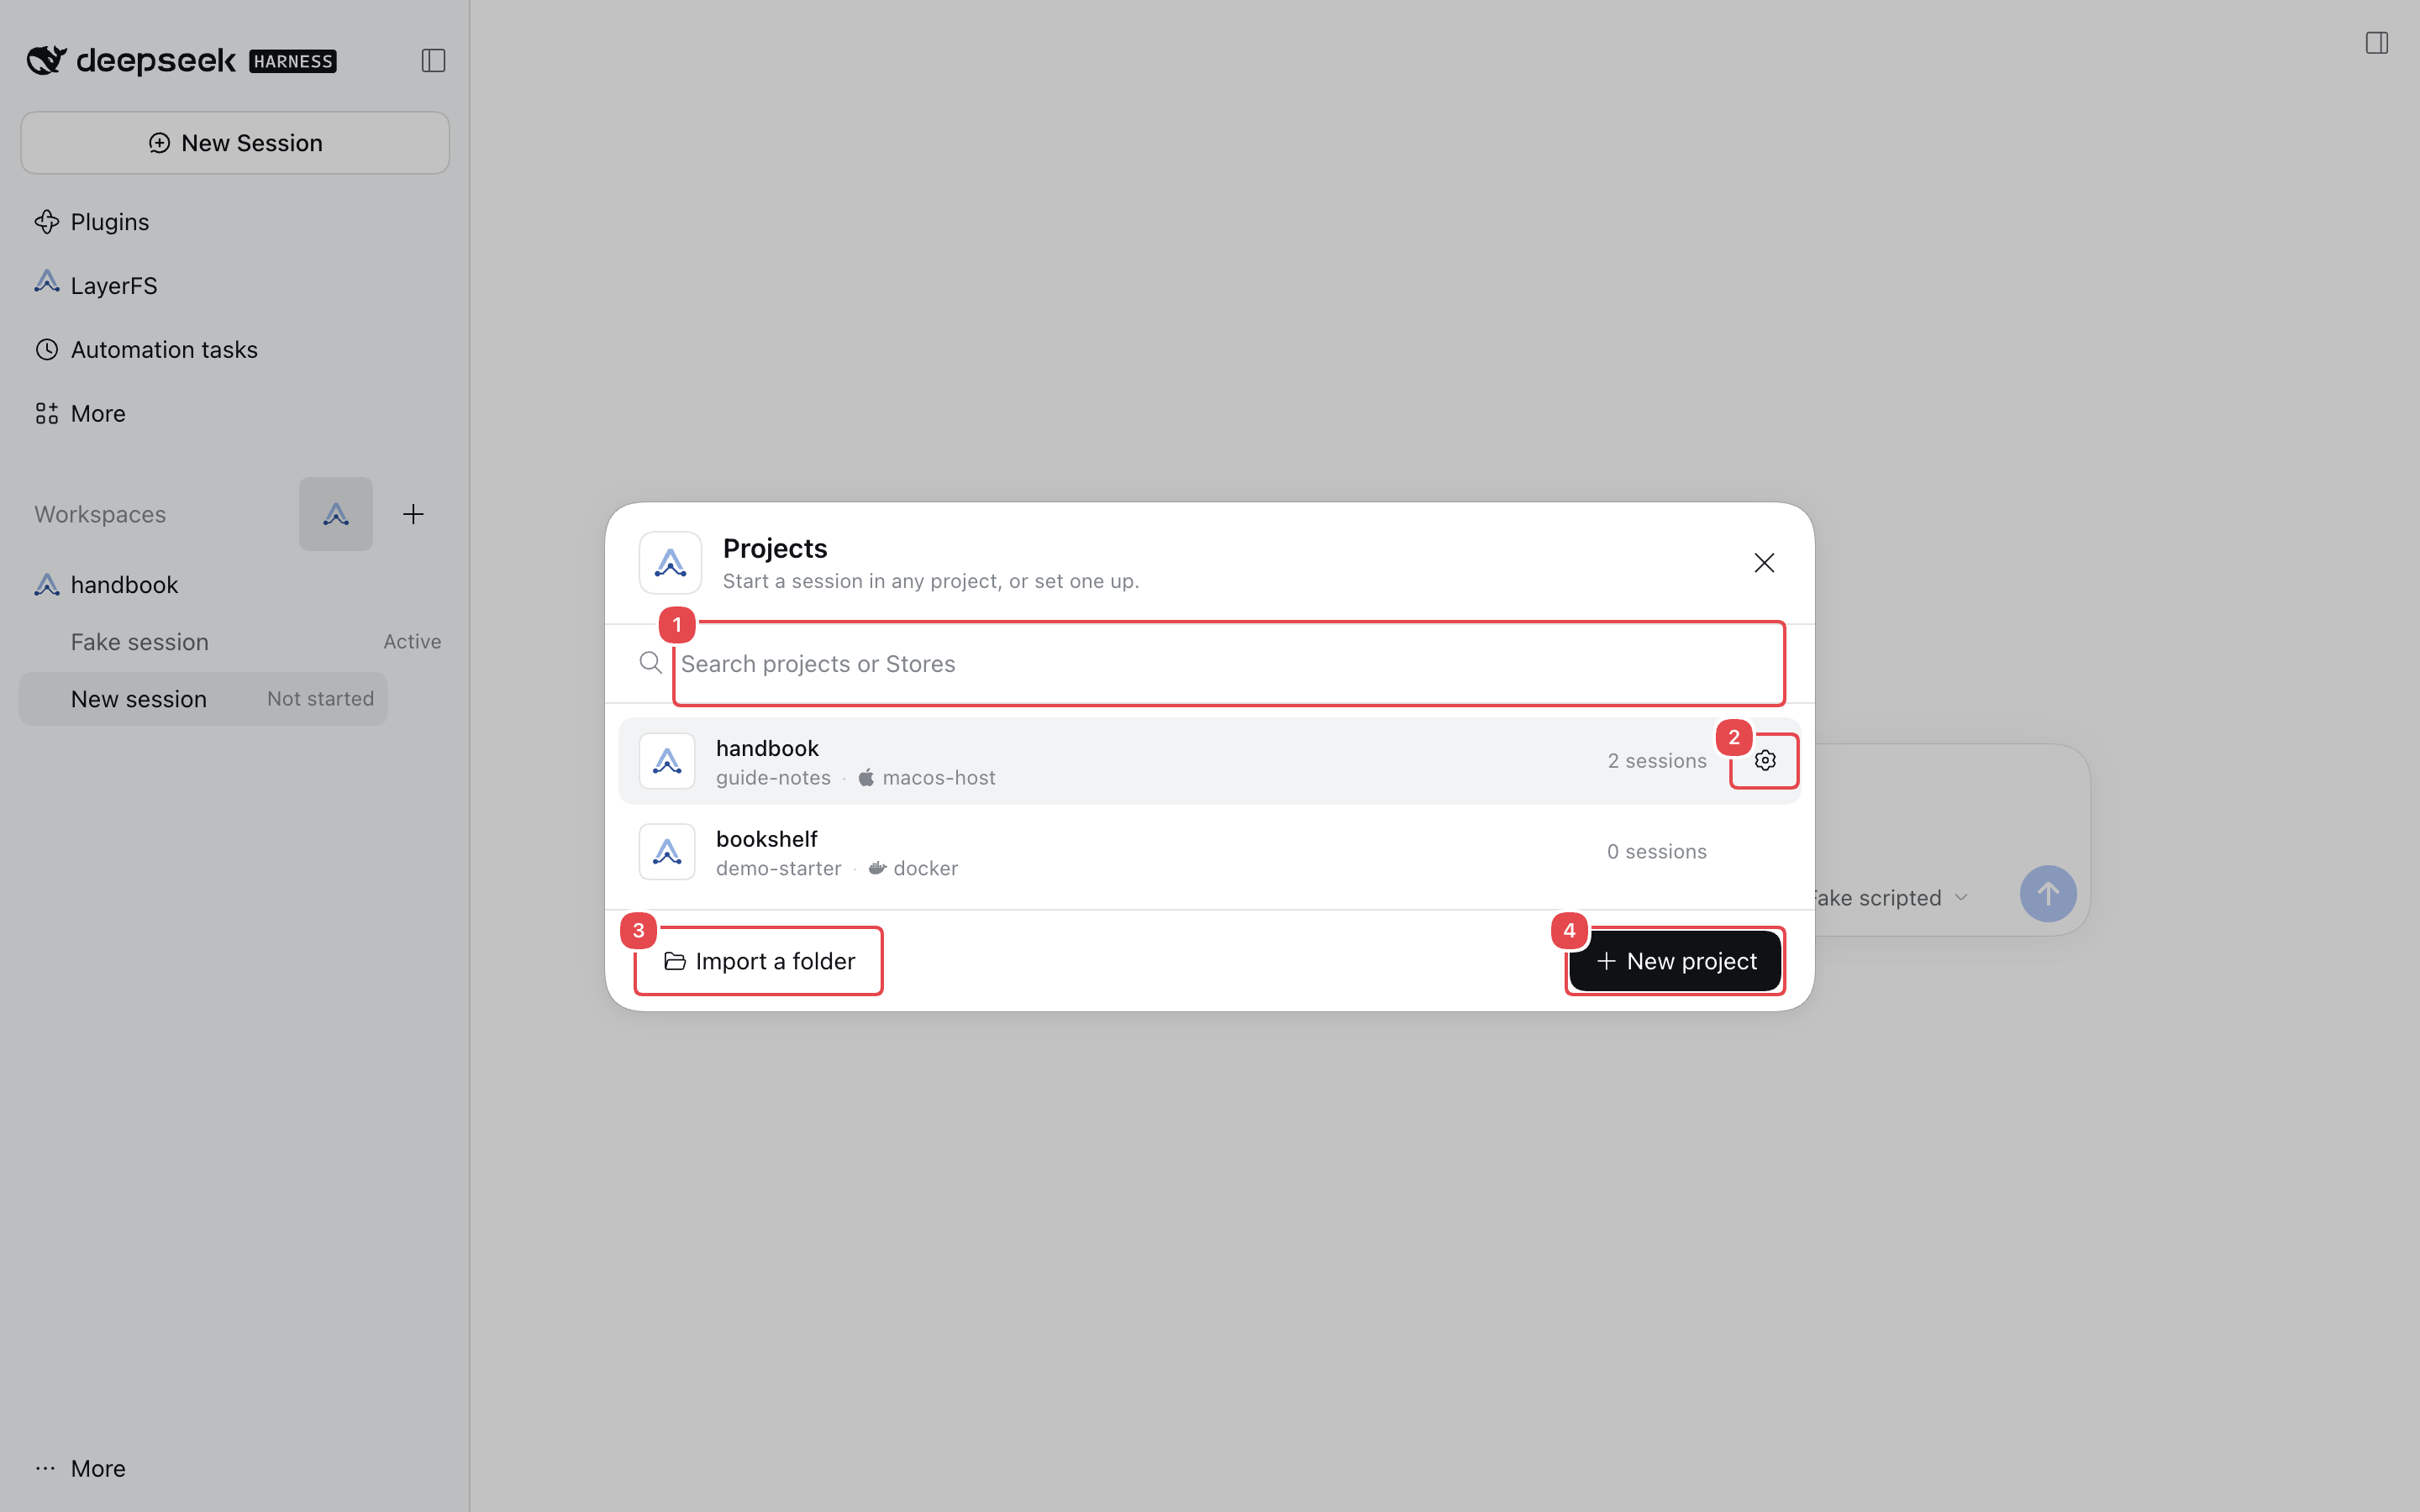 deepseek HARNESS
New Session
Plugins
LayerFS
Automation tasks
More
Workspaces
handbook
Fake session Active
New session Not started
More
Projects
Start a session in any project, or set one up.
1
Search projects or Stores
handbook
guide-notes · macos-host
2 sessions
2
bookshelf
demo-starter · docker
0 sessions
3
Import a folder
4
New project
Fake scripted